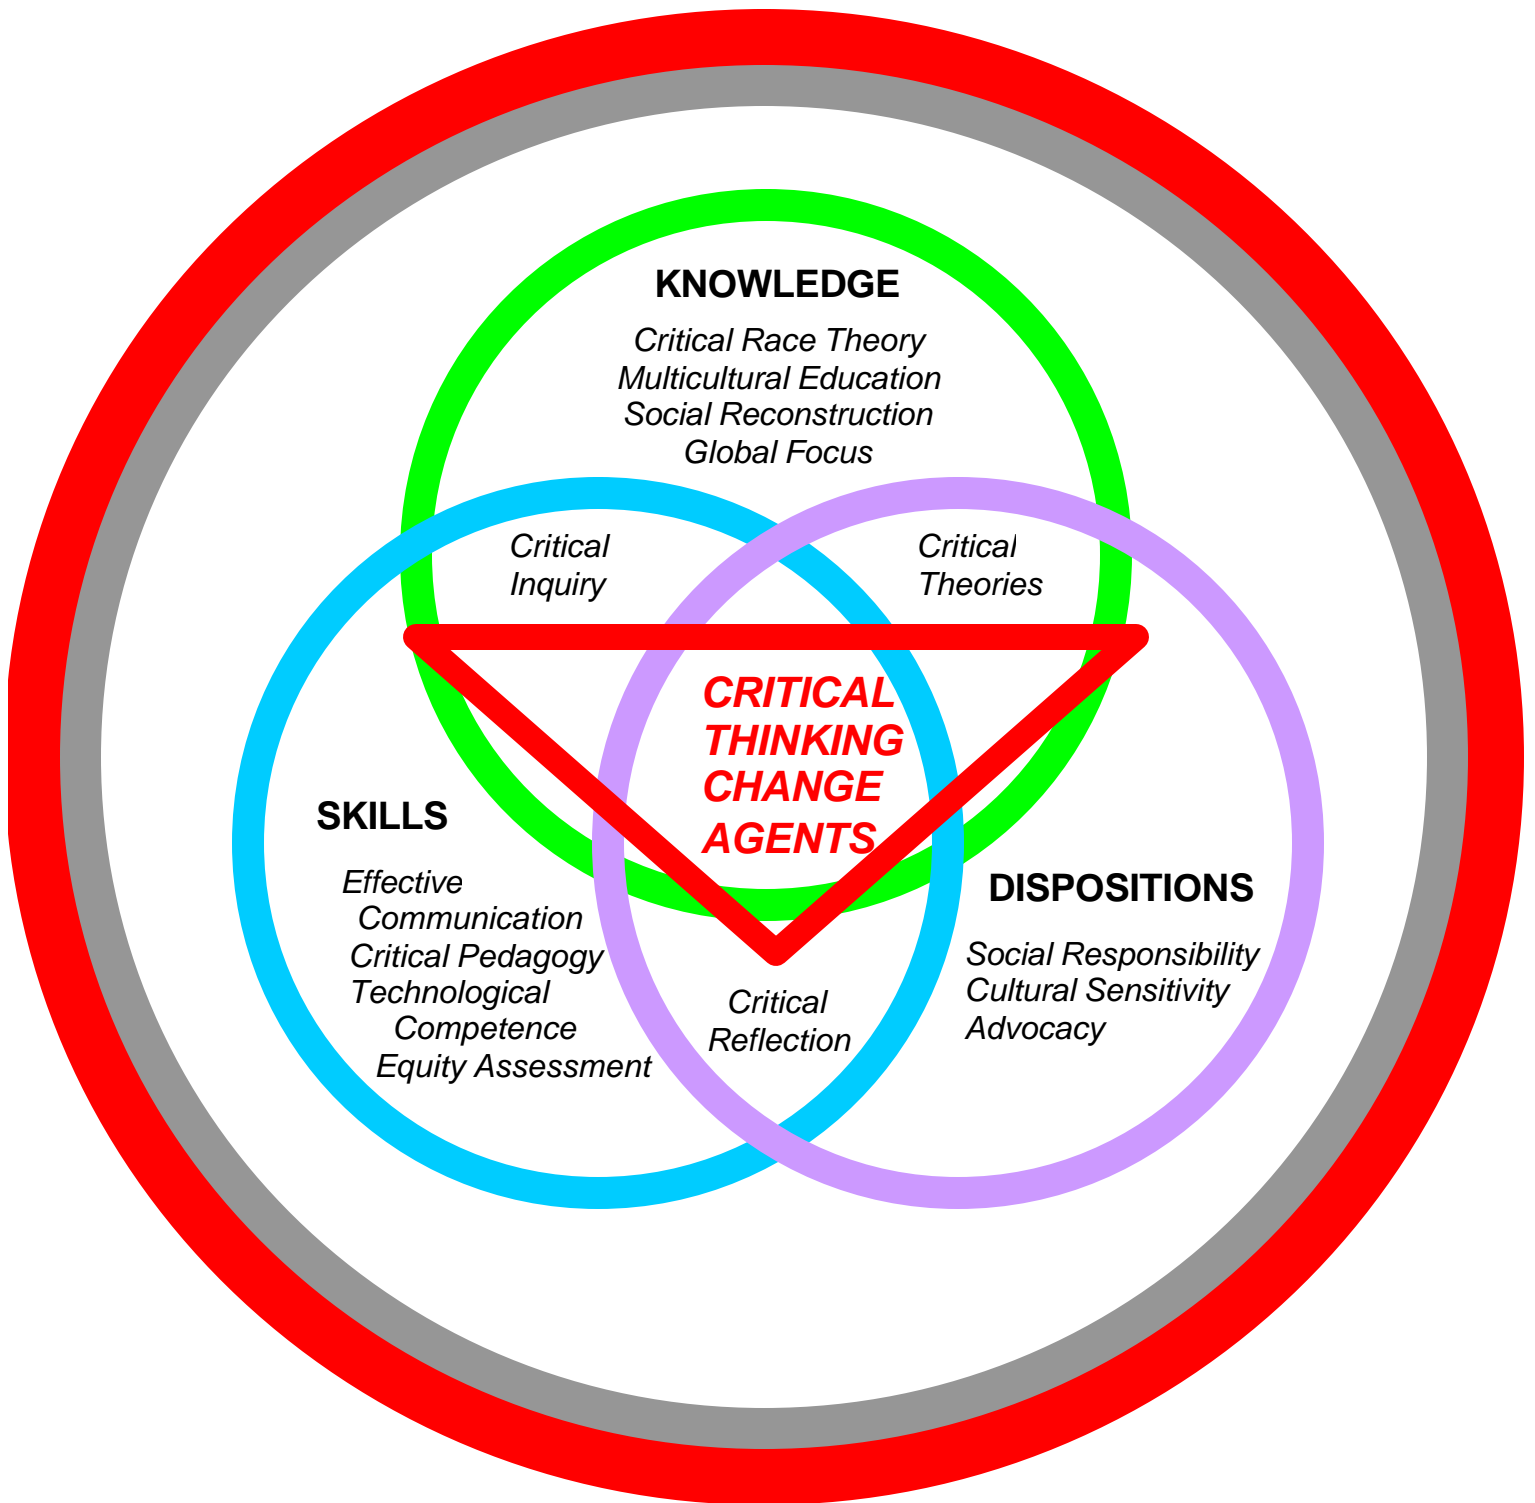 KNOWLEDGE
Critical Race Theory
Multicultural Education
Social Reconstruction
Global Focus
Critical
Inquiry
Critical
Theories
CRITICAL
THINKING
CHANGE
AGENTS
SKILLS
Effective
Communication
Critical Pedagogy
Technological
Competence
Equity Assessment
DISPOSITIONS
Social Responsibility
Cultural Sensitivity
Advocacy
Critical
Reflection